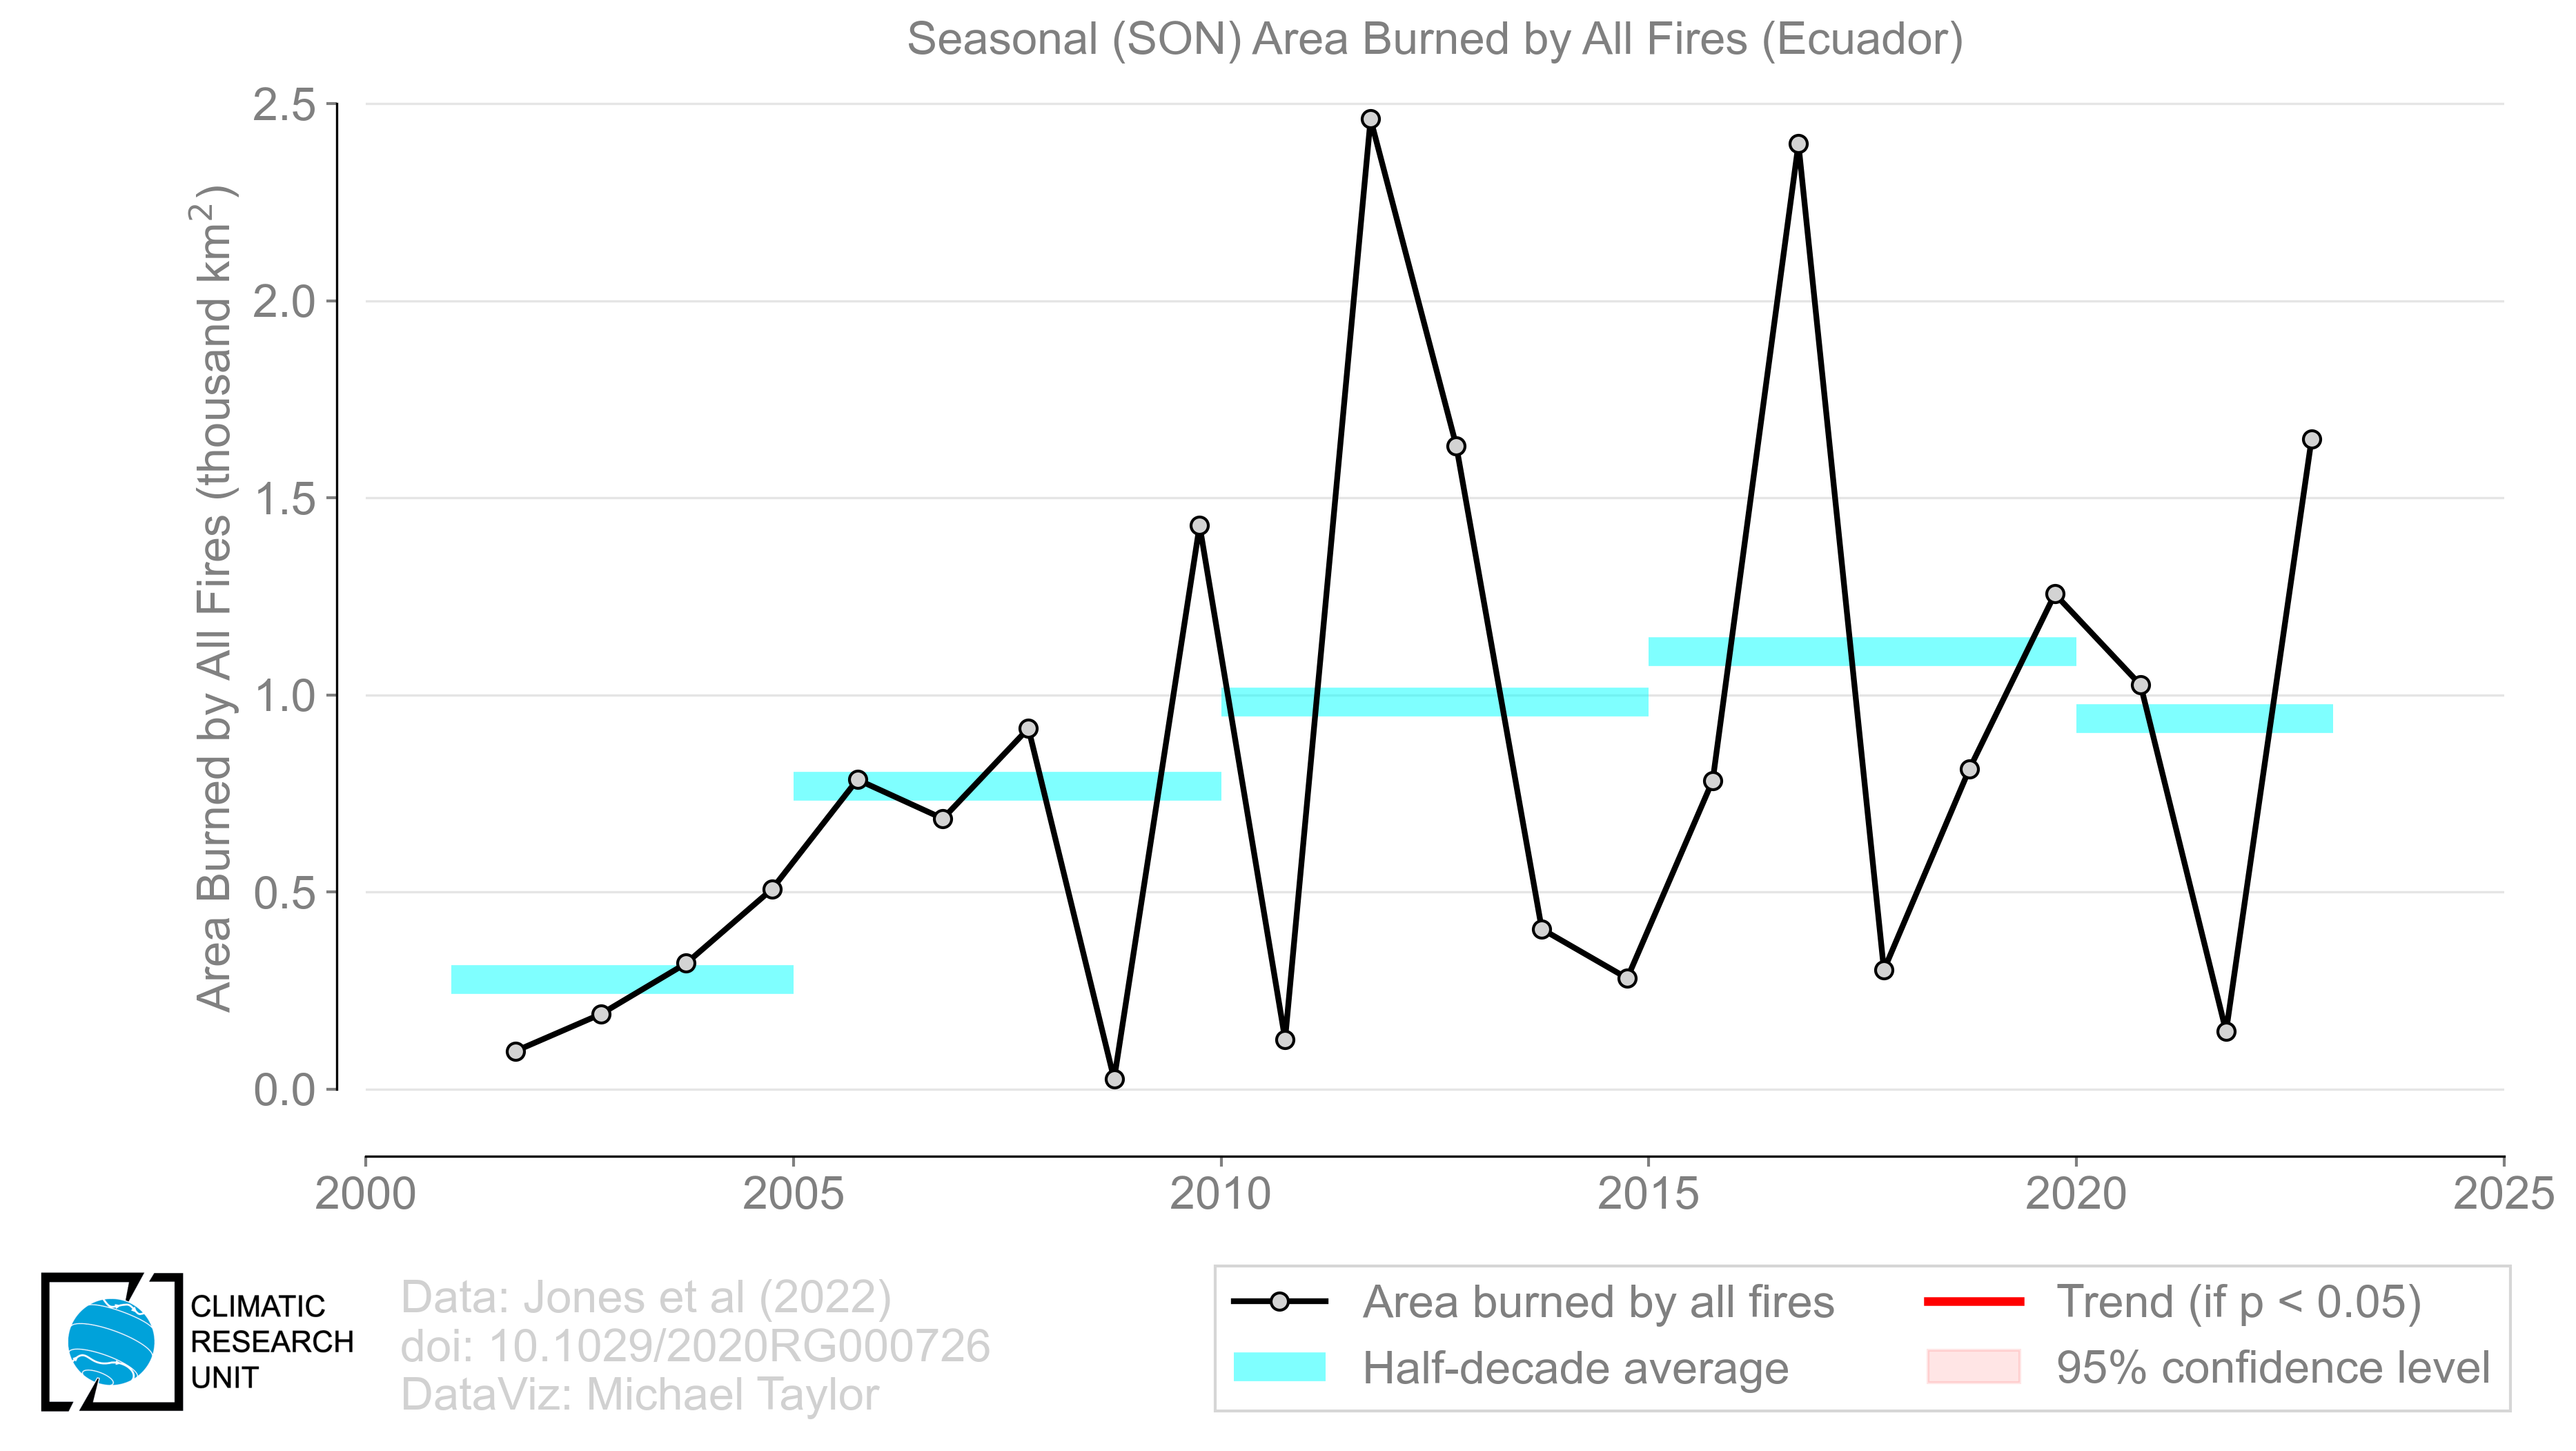 Seasonal (SON) Area Burned by All Fires (Ecuador)
Area Burned by All Fires (thousand km²)
2.5
2.0
1.5
1.0
0.5
0.0
2000
2005
2010
2015
2020
2025
CLIMATIC
RESEARCH
UNIT
Data: Jones et al (2022)
doi: 10.1029/2020RG000726
DataViz: Michael Taylor
Area burned by all fires
Half-decade average
Trend (if p < 0.05)
95% confidence level